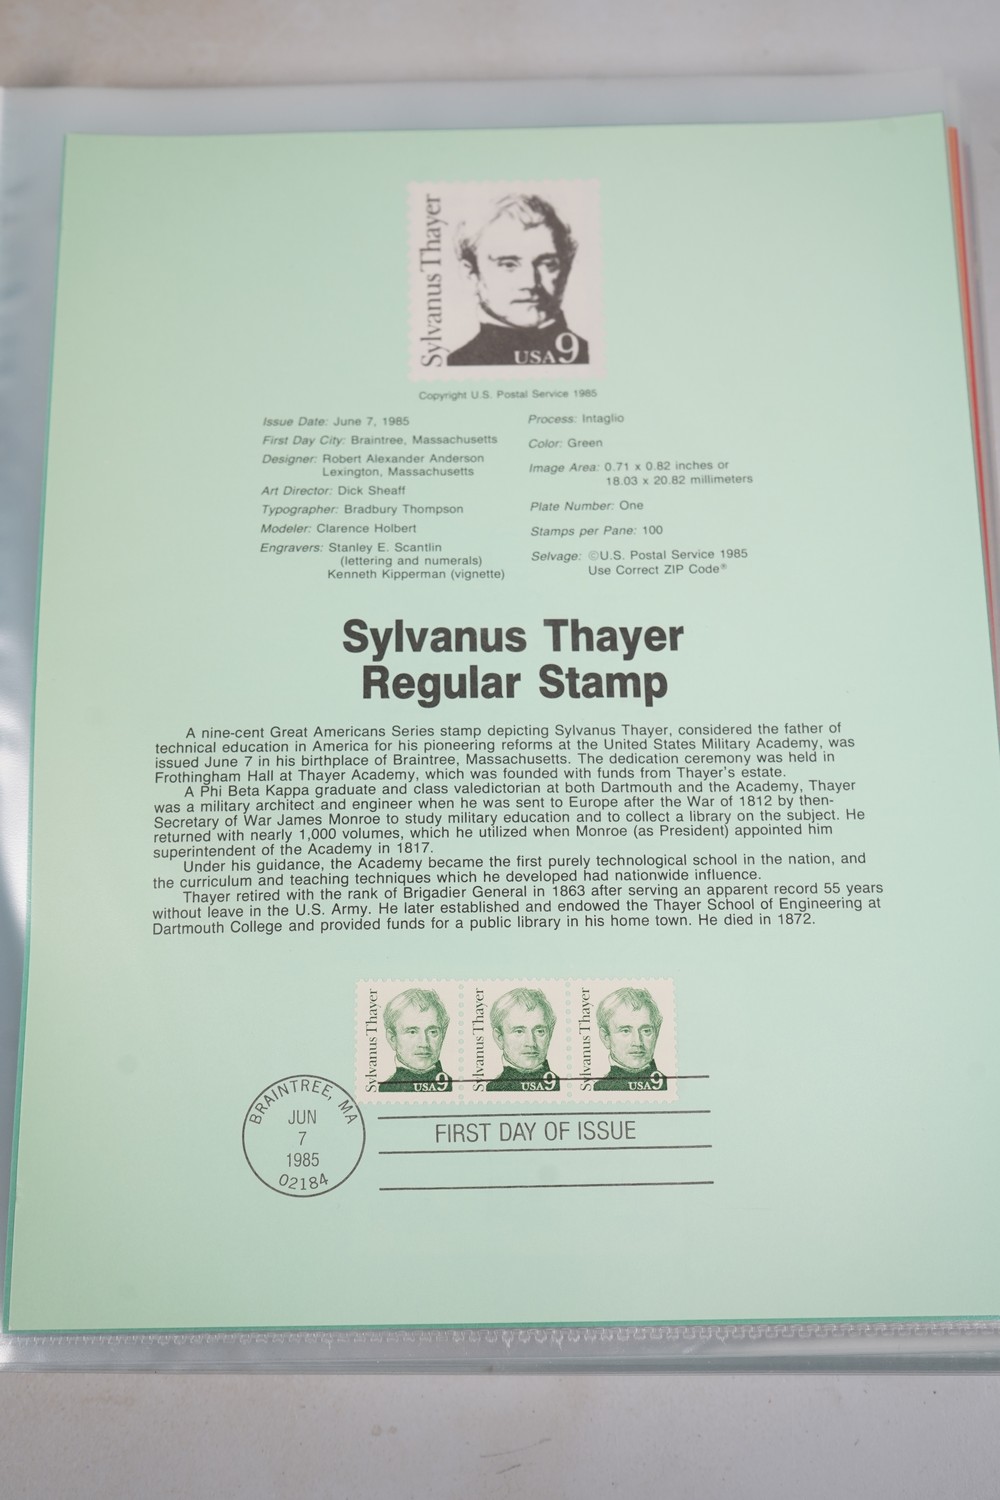 Sylvanus Thayer
USA 9
Copyright U.S. Postal Service 1985
Issue Date: June 7, 1985
First Day City: Braintree, Massachusetts
Designer: Robert Alexander Anderson
Lexington, Massachusetts
Art Director: Dick Sheaff
Typographer: Bradbury Thompson
Modeler: Clarence Holbert
Engravers: Stanley E. Scantlin
(lettering and numerals)
Kenneth Kipperman (vignette)
Process: Intaglio
Color: Green
Image Area: 0.71 x 0.82 inches or
18.03 x 20.82 millimeters
Plate Number: One
Stamps per Pane: 100
Selvage: ©U.S. Postal Service 1985
Use Correct ZIP Code®
Sylvanus Thayer
Regular Stamp
A nine-cent Great Americans Series stamp depicting Sylvanus Thayer, considered the father of
technical education in America for his pioneering reforms at the United States Military Academy, was
issued June 7 in his birthplace of Braintree, Massachusetts. The dedication ceremony was held in
Frothingham Hall at Thayer Academy, which was founded with funds from Thayer's estate.
A Phi Beta Kappa graduate and class valedictorian at both Dartmouth and the Academy, Thayer
was a military architect and engineer when he was sent to Europe after the War of 1812 by then-
Secretary of War James Monroe to study military education and to collect a library on the subject. He
returned with nearly 1,000 volumes, which he utilized when Monroe (as President) appointed him
superintendent of the Academy in 1817.
Under his guidance, the Academy became the first purely technological school in the nation, and
the curriculum and teaching techniques which he developed had nationwide influence.
Thayer retired with the rank of Brigadier General in 1863 after serving an apparent record 55 years
without leave in the U.S. Army. He later established and endowed the Thayer School of Engineering at
Dartmouth College and provided funds for a public library in his home town. He died in 1872.
Sylvanus Thayer
USA 9
Sylvanus Thayer
USA 9
Sylvanus Thayer
USA 9
BRAINTREE, MA
JUN
7
1985
02184
FIRST DAY OF ISSUE